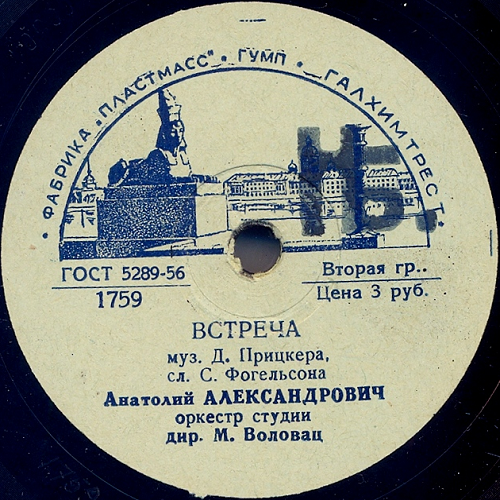 • ФАБРИКА „ПЛАСТМАСС" • ГУМП • ГАЛХИМТРЕСТ •
ГОСТ 5289-56
1759
Вторая гр..
Цена 3 руб.
ВСТРЕЧА
муз. Д. Прицкера,
сл. С. Фогельсона
Анатолий АЛЕКСАНДРОВИЧ
оркестр студии
дир. М. Воловац